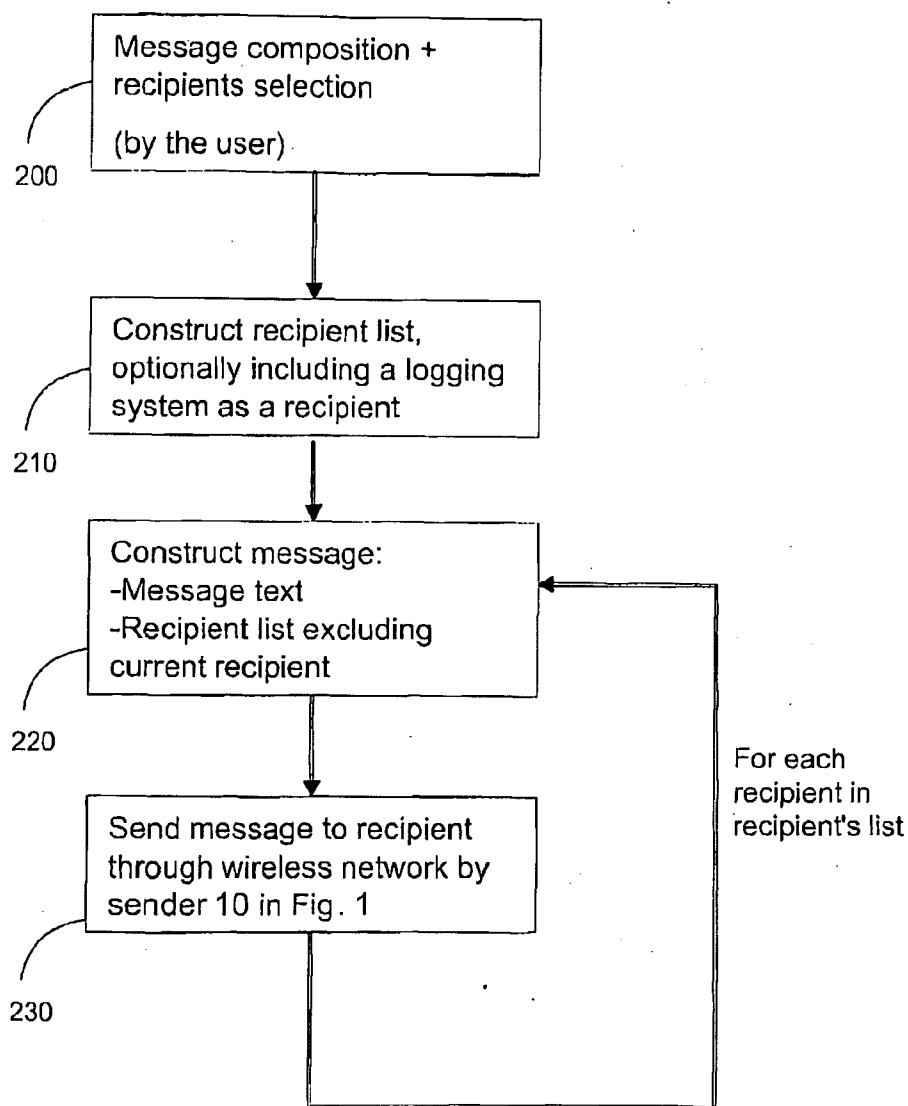 Message composition +
recipients selection
(by the user)
200
Construct recipient list,
optionally including a logging
system as a recipient
210
Construct message:
-Message text
-Recipient list excluding
current recipient
220
For each
recipient in
recipient's list
Send message to recipient
through wireless network by
sender 10 in Fig. 1
230